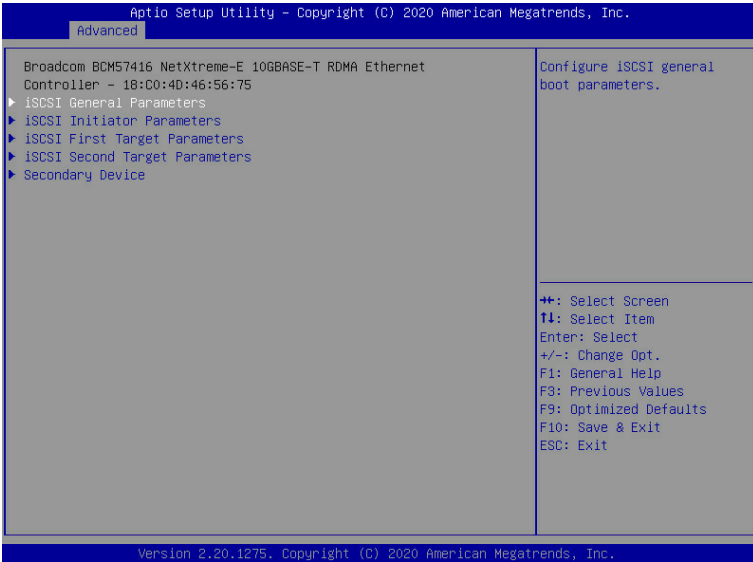 Aptio Setup Utility – Copyright (C) 2020 American Megatrends, Inc.
Advanced
Broadcom BCM57416 NetXtreme-E 10GBASE-T RDMA Ethernet
Controller – 18:C0:4D:46:56:75
▶ iSCSI General Parameters
▶ iSCSI Initiator Parameters
▶ iSCSI First Target Parameters
▶ iSCSI Second Target Parameters
▶ Secondary Device
Configure iSCSI general
boot parameters.
→←: Select Screen
↑↓: Select Item
Enter: Select
+/-: Change Opt.
F1: General Help
F3: Previous Values
F9: Optimized Defaults
F10: Save & Exit
ESC: Exit
Version 2.20.1275. Copyright (C) 2020 American Megatrends, Inc.